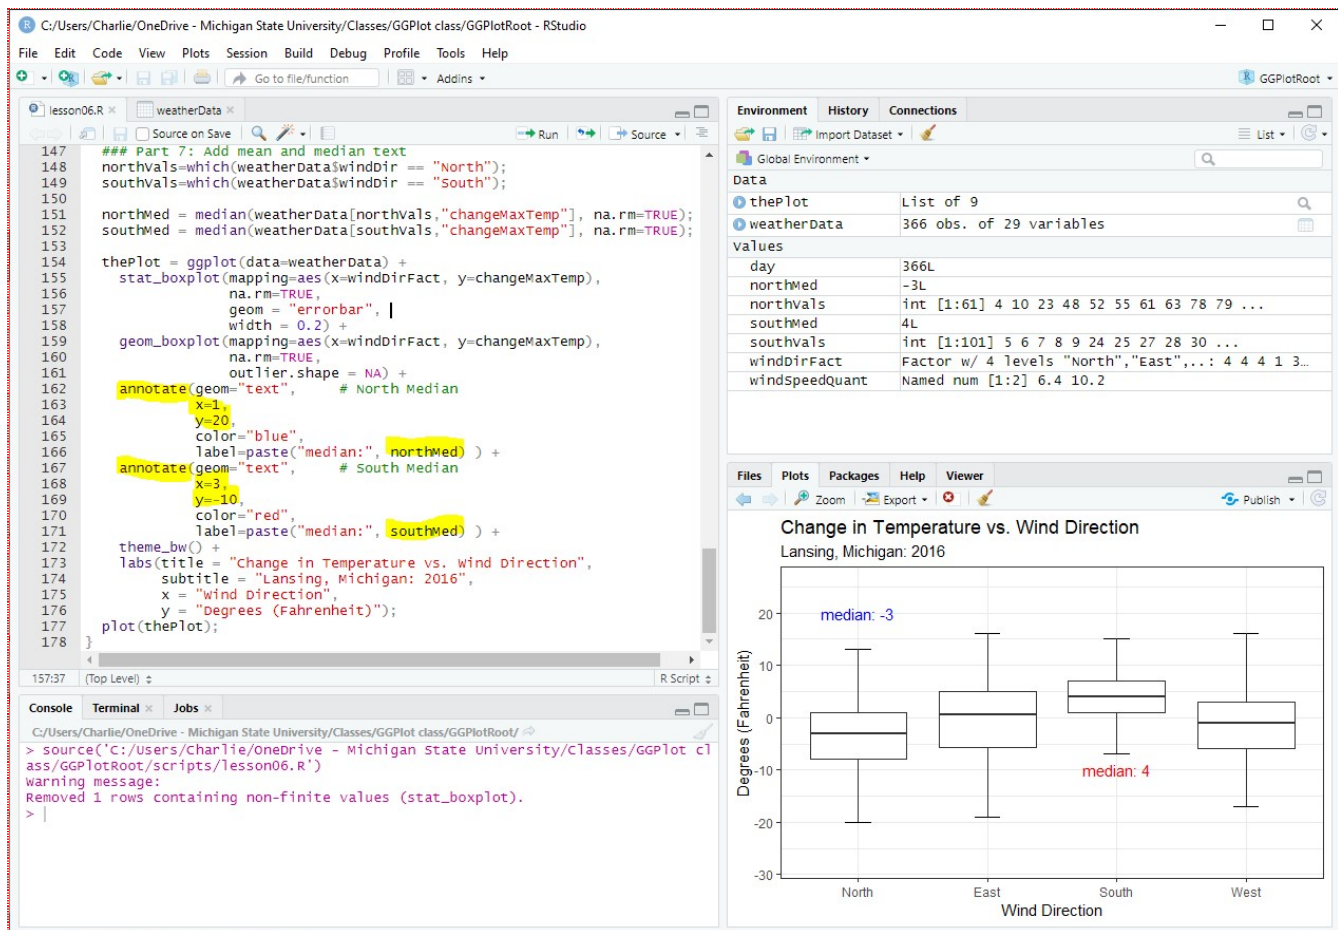 C:/Users/Charlie/OneDrive - Michigan State University/Classes/GGPlot class/GGPlotRoot - RStudio
File Edit Code View Plots Session Build Debug Profile Tools Help
Go to file/function Addins GGPlotRoot
lesson06.R weatherData
Source on Save Run Source
147 ### Part 7: Add mean and median text
148 northVals=which(weatherData$windDir == "North");
149 southVals=which(weatherData$windDir == "South");
150
151 northMed = median(weatherData[northVals,"changeMaxTemp"], na.rm=TRUE);
152 southMed = median(weatherData[southVals,"changeMaxTemp"], na.rm=TRUE);
153
154 thePlot = ggplot(data=weatherData) +
155 stat_boxplot(mapping=aes(x=windDirFact, y=changeMaxTemp),
156 na.rm=TRUE,
157 geom = "errorbar",
158 width = 0.2) +
159 geom_boxplot(mapping=aes(x=windDirFact, y=changeMaxTemp),
160 na.rm=TRUE,
161 outlier.shape = NA) +
162 annotate(geom="text", # North Median
163 x=1,
164 y=20,
165 color="blue",
166 label=paste("median:", northMed) ) +
167 annotate(geom="text", # South Median
168 x=3,
169 y=-10,
170 color="red",
171 label=paste("median:", southMed) ) +
172 theme_bw() +
173 labs(title = "Change in Temperature vs. Wind Direction",
174 subtitle = "Lansing, Michigan: 2016",
175 x = "Wind Direction",
176 y = "Degrees (Fahrenheit)");
177 plot(thePlot);
178 }
157:37 (Top Level) R Script
Console Terminal Jobs
C:/Users/Charlie/OneDrive - Michigan State University/Classes/GGPlot class/GGPlotRoot/
> source('C:/Users/Charlie/OneDrive - Michigan State University/Classes/GGPlot cl
ass/GGPlotRoot/scripts/lesson06.R')
Warning message:
Removed 1 rows containing non-finite values (stat_boxplot).
>
Environment History Connections
Import Dataset List
Global Environment
Data
thePlot List of 9
weatherData 366 obs. of 29 variables
Values
day 366L
northMed -3L
northVals int [1:61] 4 10 23 48 52 55 61 63 78 79 ...
southMed 4L
southVals int [1:101] 5 6 7 8 9 24 25 27 28 30 ...
windDirFact Factor w/ 4 levels "North","East",..: 4 4 4 1 3...
windSpeedQuant Named num [1:2] 6.4 10.2
Files Plots Packages Help Viewer
Zoom Export Publish
Change in Temperature vs. Wind Direction
Lansing, Michigan: 2016
Degrees (Fahrenheit)
20
10
0
-10
-20
-30
median: -3
median: 4
North East South West
Wind Direction